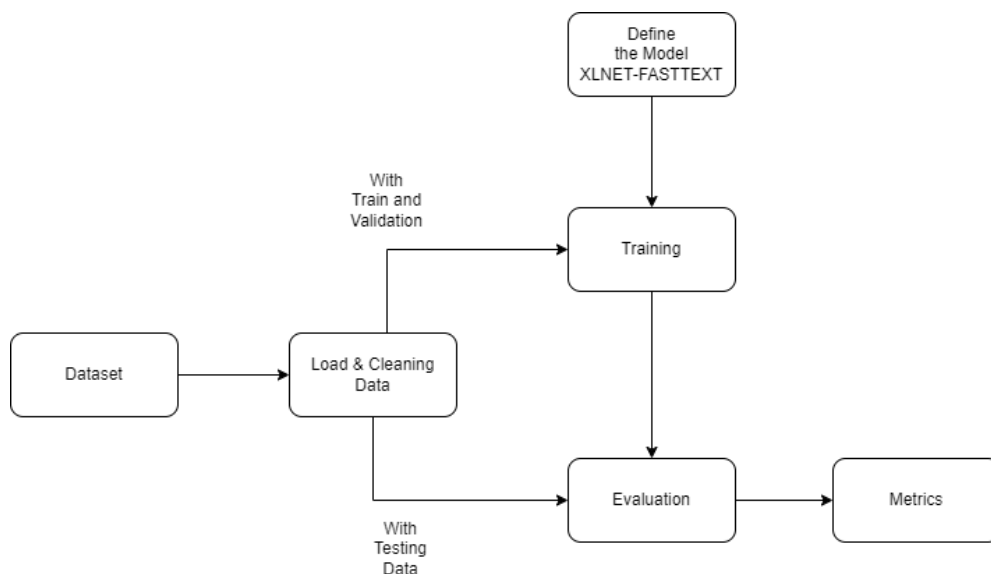 Define
the Model
XLNET-FASTTEXT
With
Train and
Validation
Training
Dataset
Load & Cleaning
Data
Evaluation
Metrics
With
Testing
Data